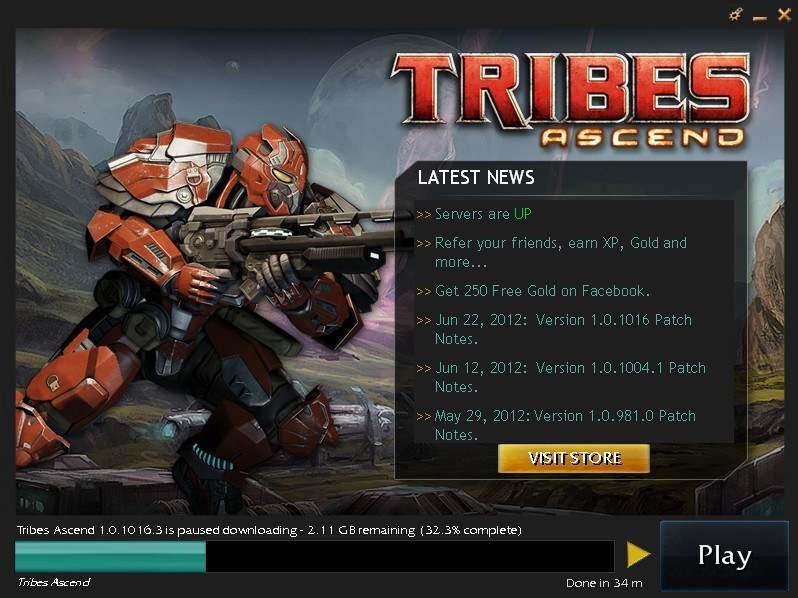 TRIBES
ASCEND
LATEST NEWS
>> Servers are UP
>> Refer your friends, earn XP, Gold and
more...
>> Get 250 Free Gold on Facebook.
>> Jun 22, 2012: Version 1.0.1016 Patch
Notes.
>> Jun 12, 2012: Version 1.0.1004.1 Patch
Notes.
>> May 29, 2012: Version 1.0.981.0 Patch
Notes.
VISIT STORE
Tribes Ascend 1.0.1016.3 is paused downloading - 2.11 GB remaining (32.3% complete)
Play
Tribes Ascend
Done in 34 m